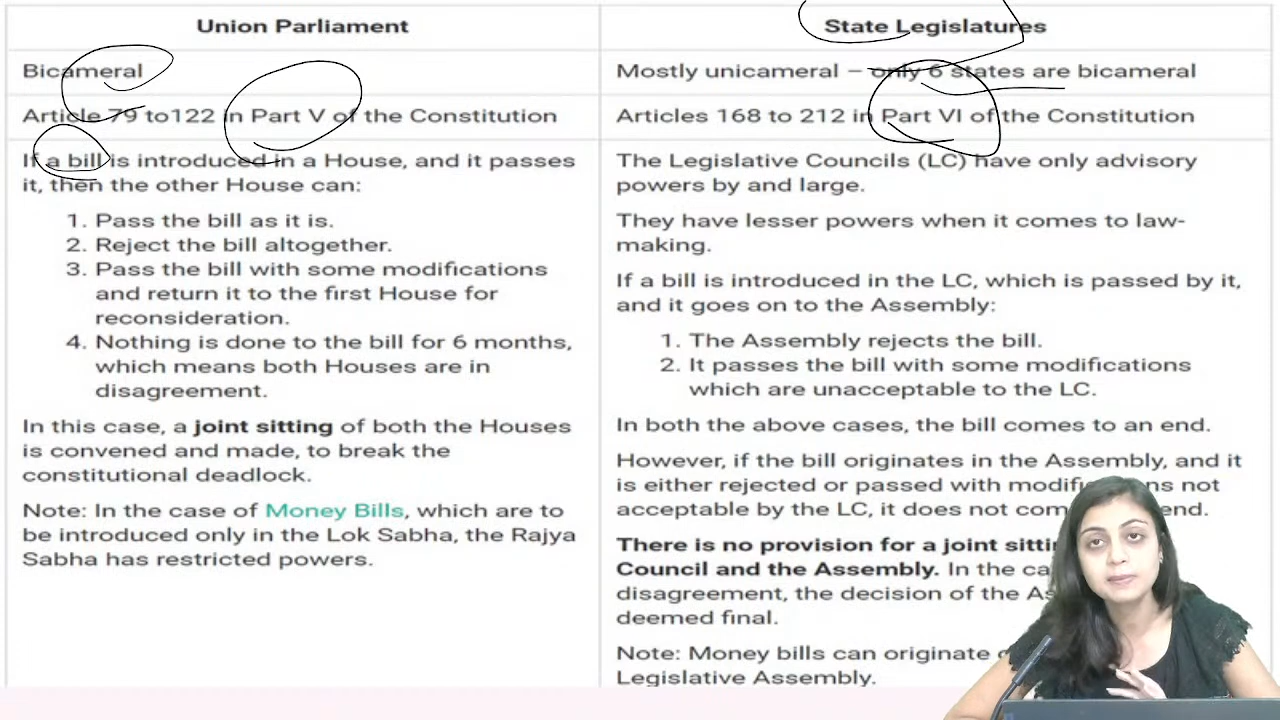 Union Parliament
Bicameral
Article 79 to122 in Part V of the Constitution
If a bill is introduced in a House, and it passes
it, then the other House can:
1. Pass the bill as it is.
2. Reject the bill altogether.
3. Pass the bill with some modifications
and return it to the first House for
reconsideration.
4. Nothing is done to the bill for 6 months,
which means both Houses are in
disagreement.
In this case, a joint sitting of both the Houses
is convened and made, to break the
constitutional deadlock.
Note: In the case of Money Bills, which are to
be introduced only in the Lok Sabha, the Rajya
Sabha has restricted powers.
State Legislatures
Mostly unicameral – only 6 states are bicameral
Articles 168 to 212 in Part VI of the Constitution
The Legislative Councils (LC) have only advisory
powers by and large.
They have lesser powers when it comes to law-
making.
If a bill is introduced in the LC, which is passed by it,
and it goes on to the Assembly:
1. The Assembly rejects the bill.
2. It passes the bill with some modifications
which are unacceptable to the LC.
In both the above cases, the bill comes to an end.
However, if the bill originates in the Assembly, and it
is either rejected or passed with not
acceptable by the LC, it does not end.
There is no provision for a joint
Council and the Assembly. In the
disagreement, the decision of the
deemed final.
Note: Money bills can originate
Legislative Assembly.